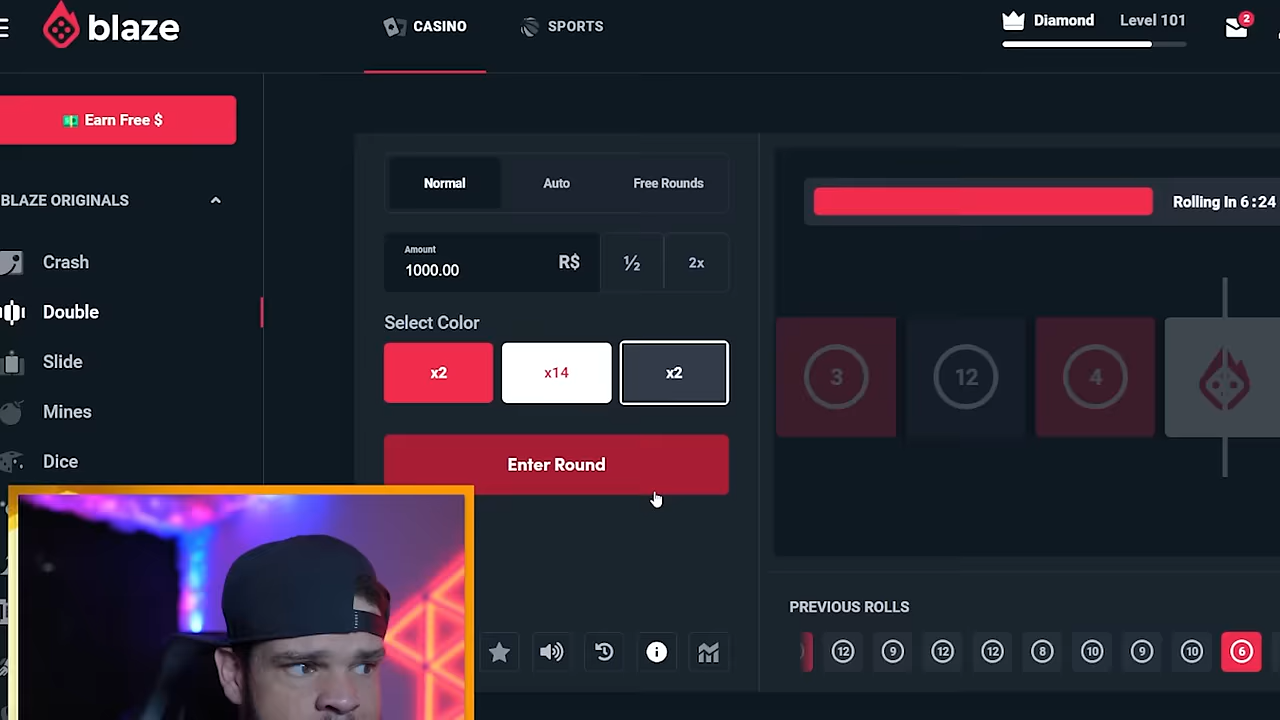 blaze
CASINO
SPORTS
Diamond
Level 101
2
Earn Free $
BLAZE ORIGINALS
Crash
Double
Slide
Mines
Dice
Normal
Auto
Free Rounds
Amount
1000.00
R$
½
2x
Select Color
x2
x14
x2
Enter Round
Rolling In 6:24
3
12
4
PREVIOUS ROLLS
12
9
12
12
8
10
9
10
6